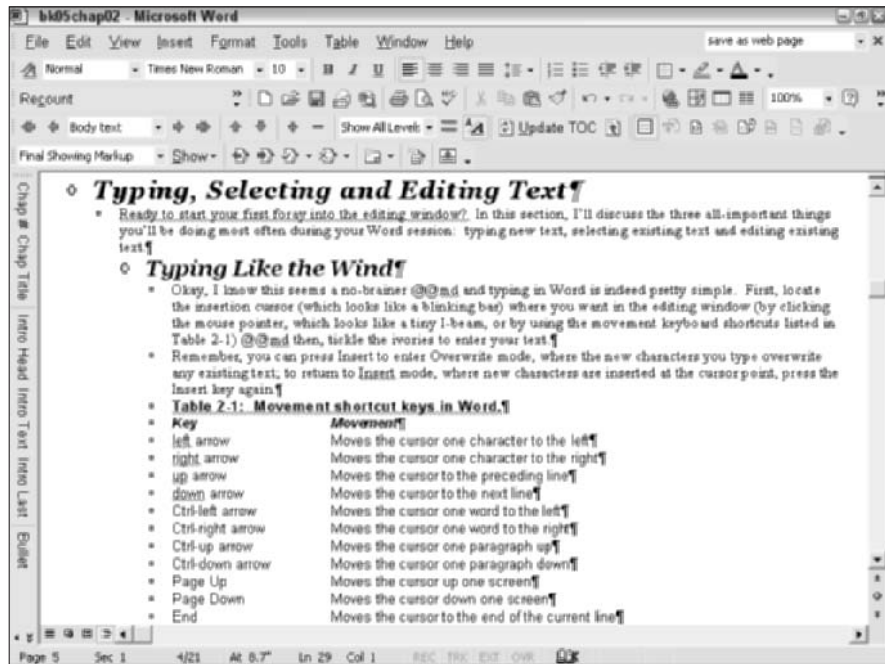 bk05chap02 - Microsoft Word
File Edit View Insert Format Tools Table Window Help save as web page
Normal Times New Roman 10 B I U
Recount 100%
Body text Show All Levels Update TOC
Final Showing Markup Show
Typing, Selecting and Editing Text¶
Ready to start your first foray into the editing window? In this section, I'll discuss the three all-important things
you'll be doing most often during your Word session: typing new text, selecting existing text and editing existing
text.¶
Typing Like the Wind¶
Okay, I know this seems a no-brainer @@md and typing in Word is indeed pretty simple. First, locate
the insertion cursor (which looks like a blinking bar) where you want in the editing window (by clicking
the mouse pointer, which looks like a tiny I-beam, or by using the movement keyboard shortcuts listed in
Table 2-1) @@md then, tickle the ivories to enter your text.¶
Remember, you can press Insert to enter Overwrite mode, where the new characters you type overwrite
any existing text; to return to Insert mode, where new characters are inserted at the cursor point, press the
Insert key again.¶
Table 2-1: Movement shortcut keys in Word.¶
Key Movement¶
left arrow Moves the cursor one character to the left¶
right arrow Moves the cursor one character to the right¶
up arrow Moves the cursor to the preceding line¶
down arrow Moves the cursor to the next line¶
Ctrl-left arrow Moves the cursor one word to the left¶
Ctrl-right arrow Moves the cursor one word to the right¶
Ctrl-up arrow Moves the cursor one paragraph up¶
Ctrl-down arrow Moves the cursor one paragraph down¶
Page Up Moves the cursor up one screen¶
Page Down Moves the cursor down one screen¶
End Moves the cursor to the end of the current line¶
Chap # Chap Title Intro Head Intro Text Intro Last Bullet
Page 5 Sec 1 4/21 At 8.7" Ln 29 Col 1 REC TRK EXT OVR